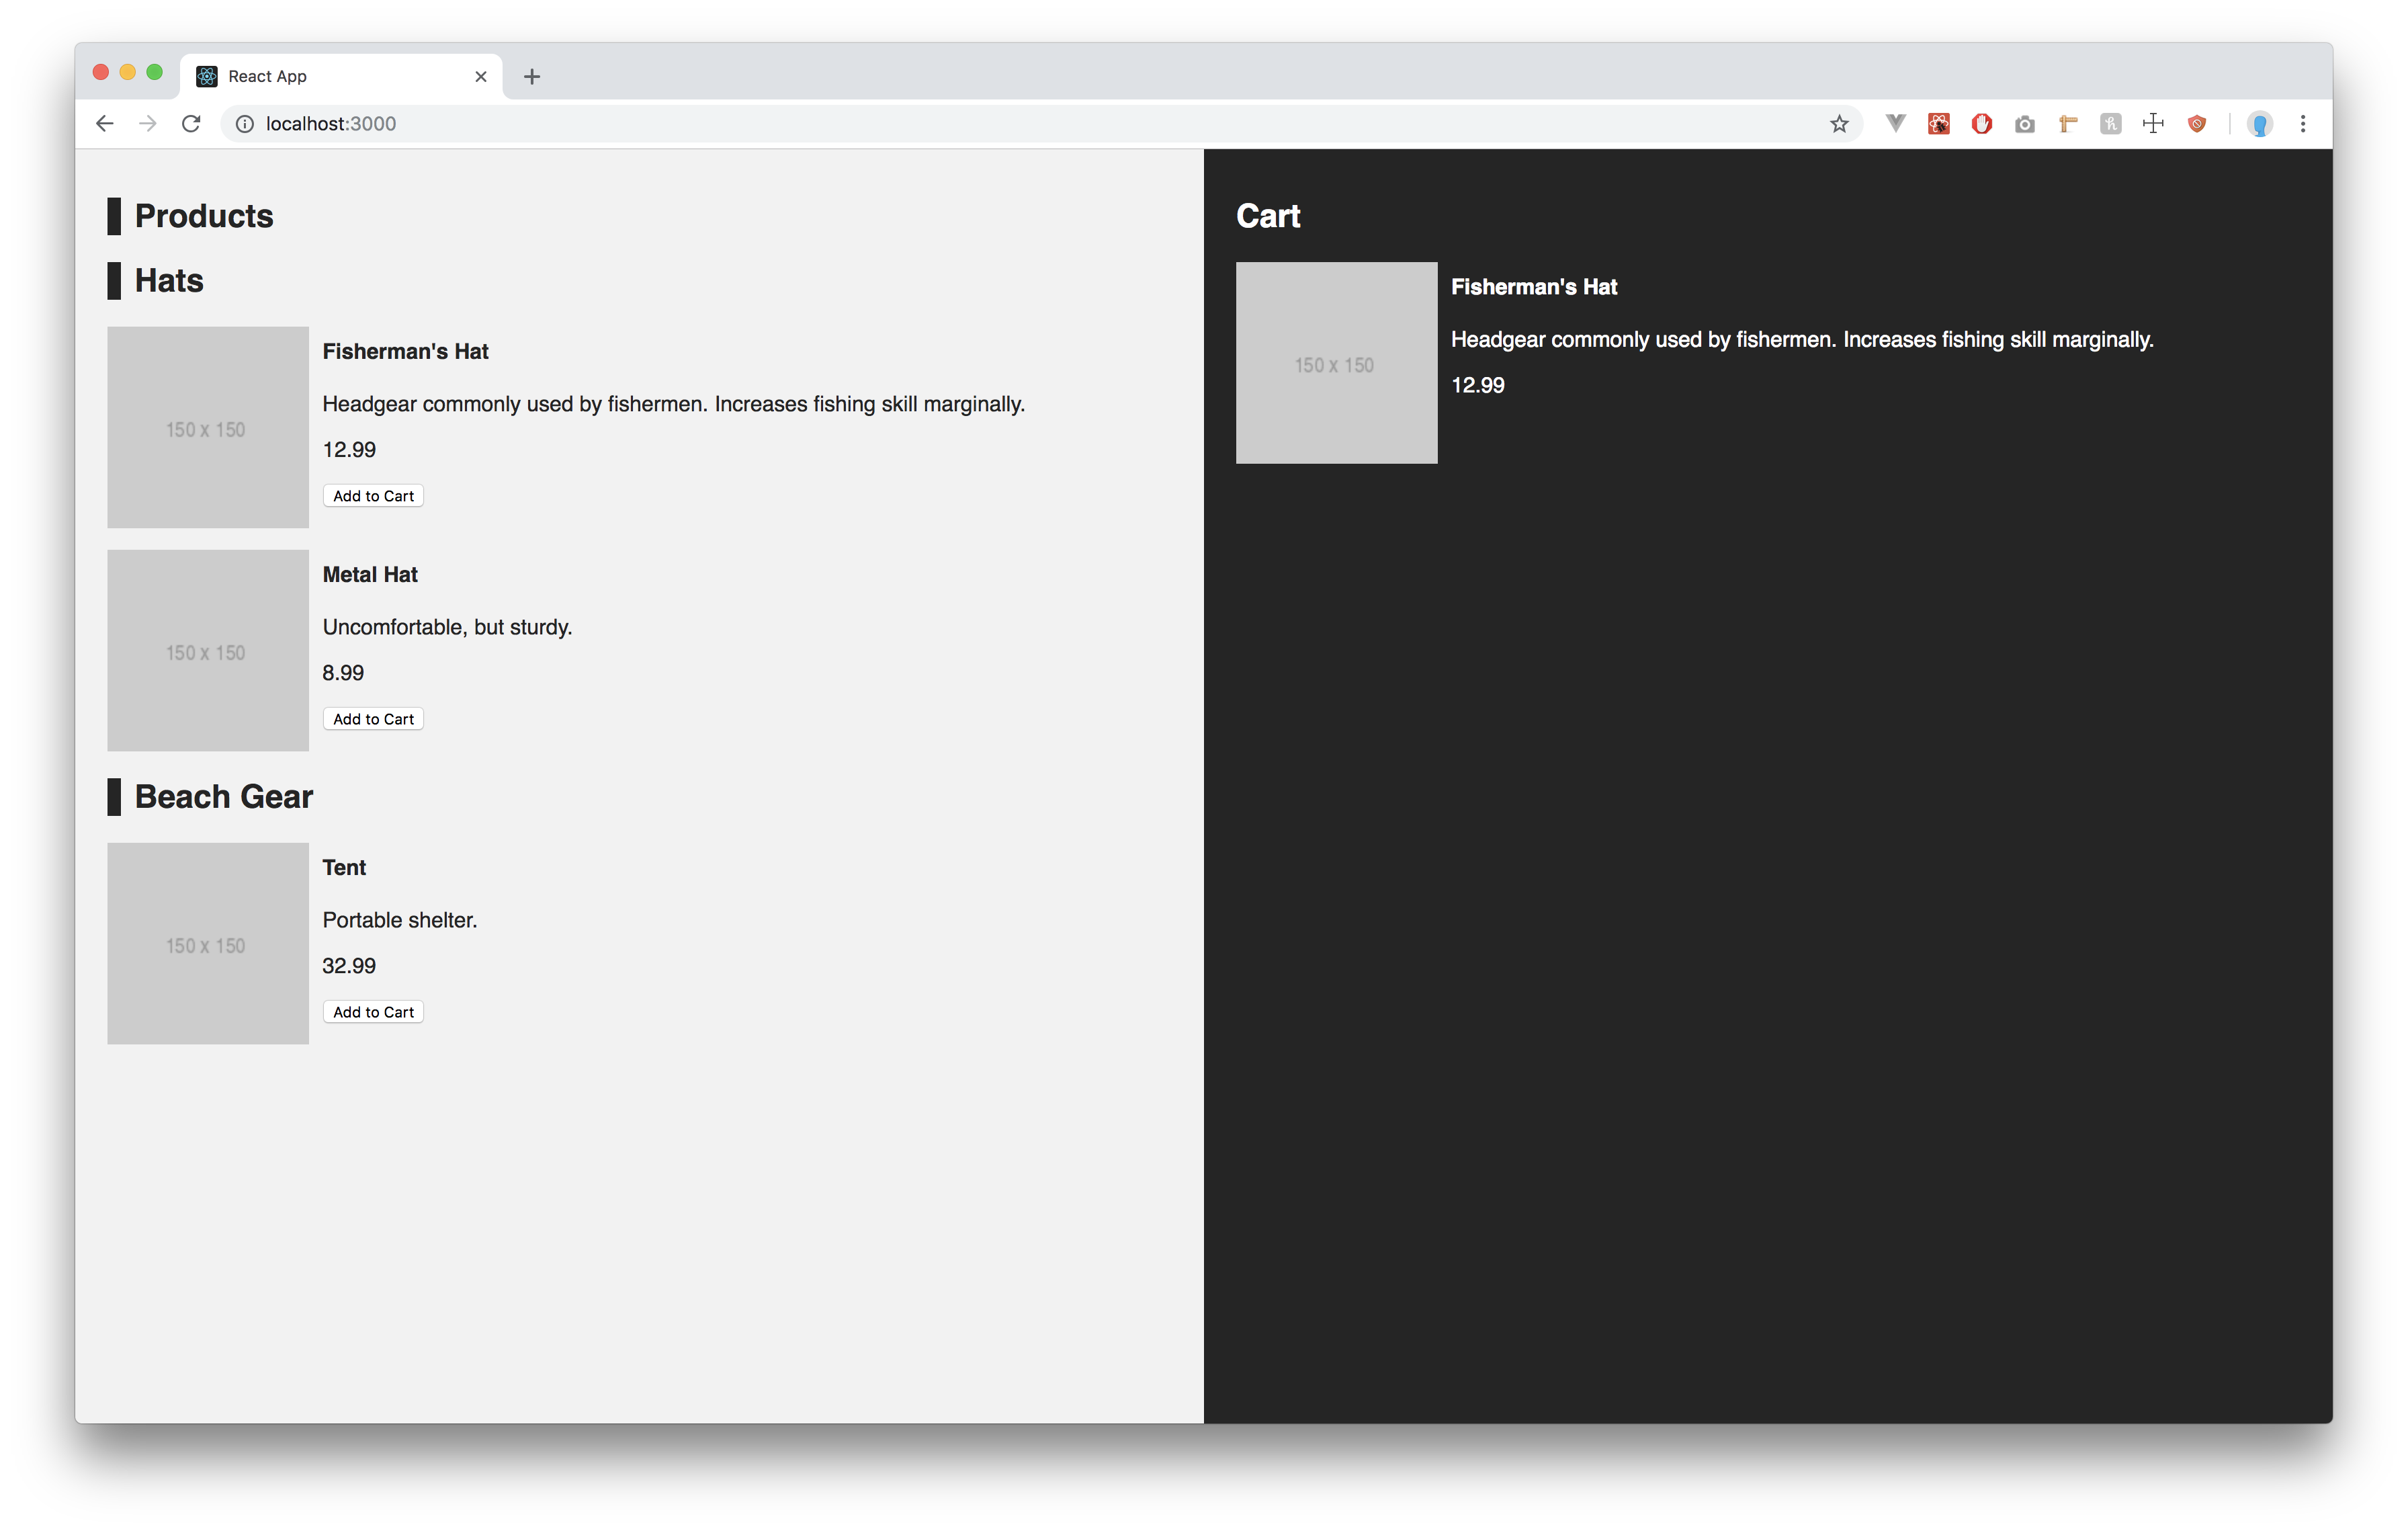 React App
localhost:3000
Products
Hats
150 x 150
Fisherman's Hat
Headgear commonly used by fishermen. Increases fishing skill marginally.
12.99
Add to Cart
150 x 150
Metal Hat
Uncomfortable, but sturdy.
8.99
Add to Cart
Beach Gear
150 x 150
Tent
Portable shelter.
32.99
Add to Cart
Cart
150 x 150
Fisherman's Hat
Headgear commonly used by fishermen. Increases fishing skill marginally.
12.99